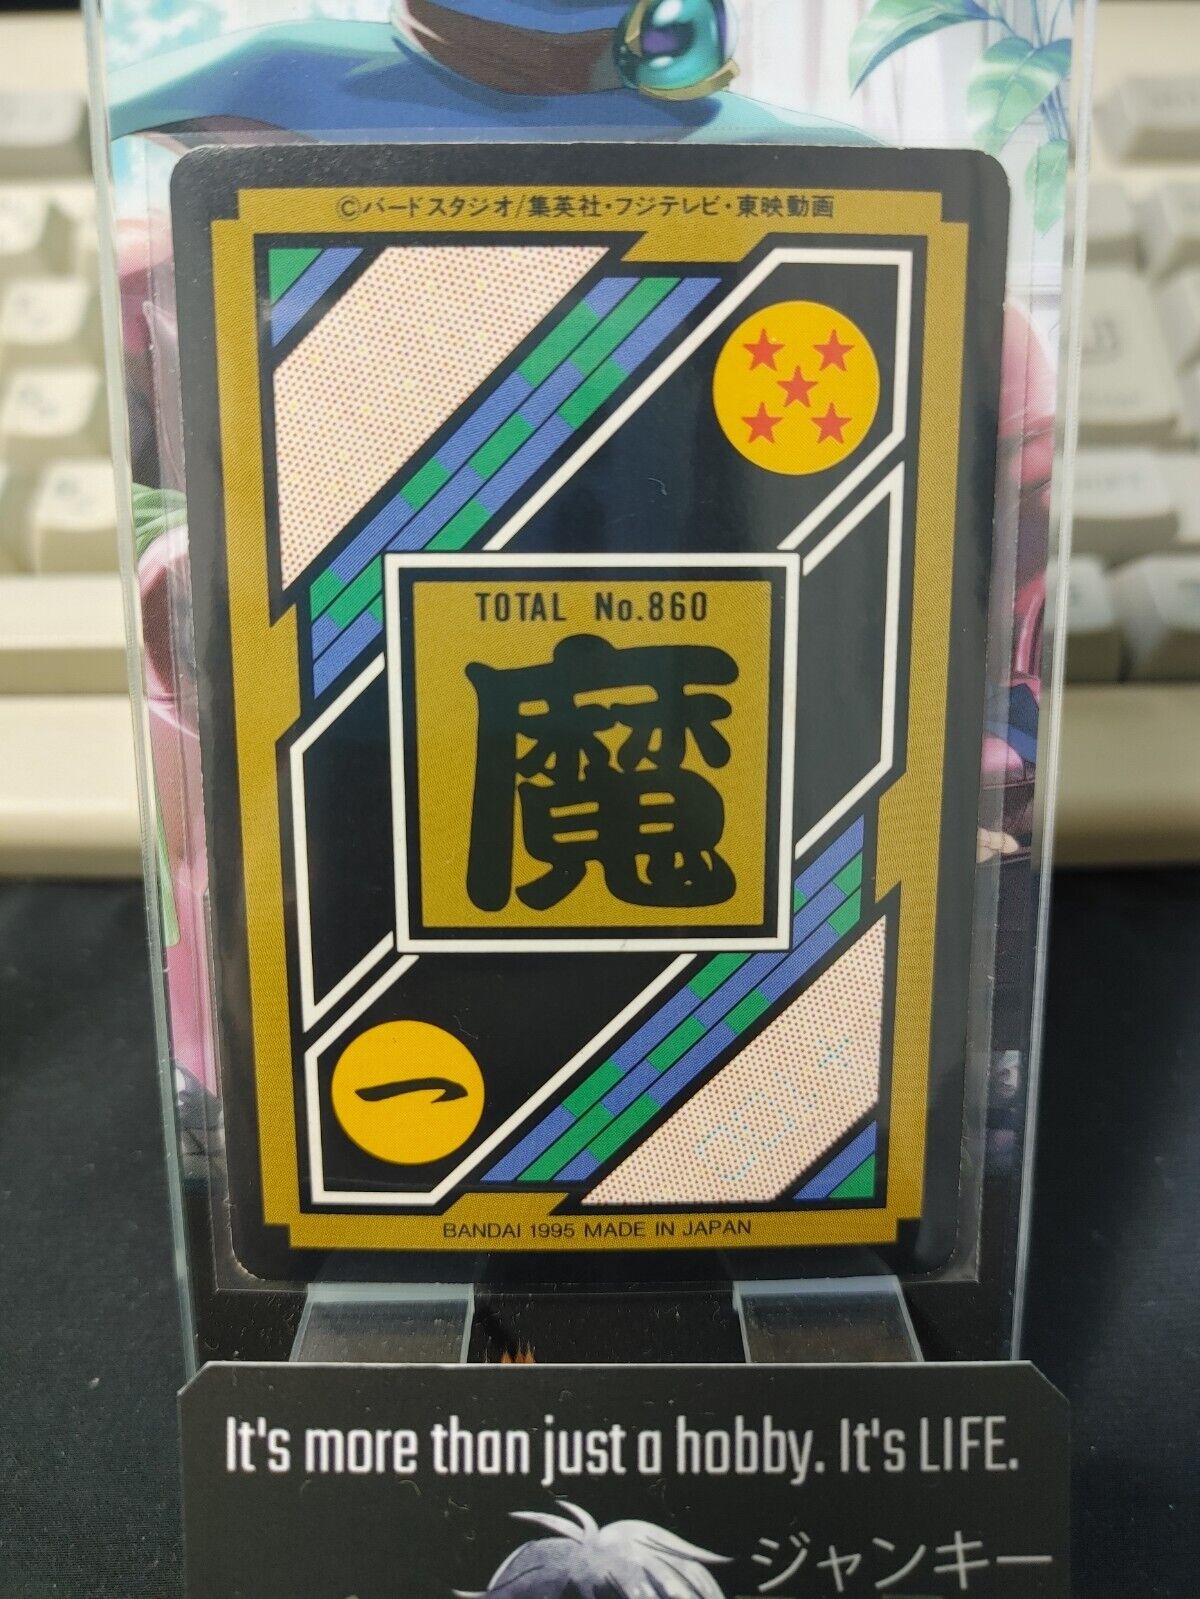 ©バードスタジオ/集英社・フジテレビ・東映動画
TOTAL No.860
魔
一
BANDAI 1995 MADE IN JAPAN
It's more than just a hobby. It's LIFE.
ジャンキー